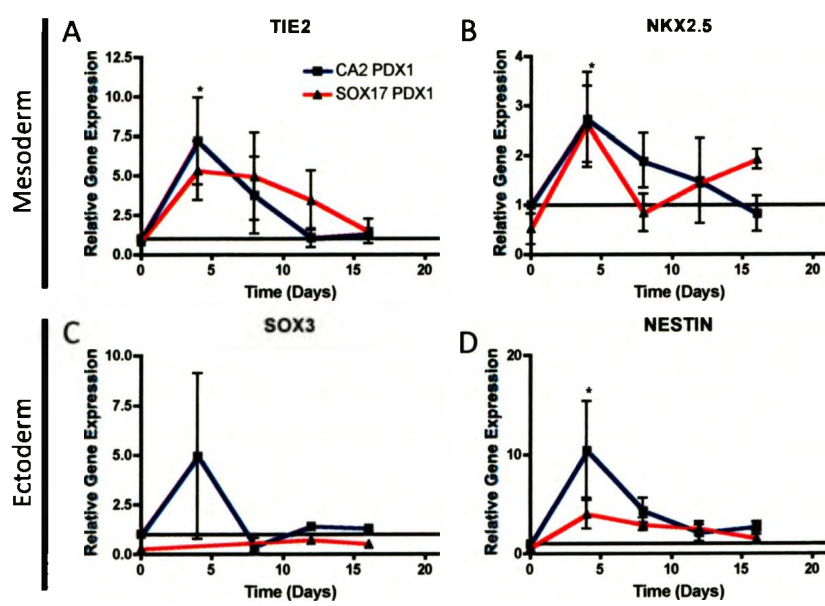 Mesoderm
A
TIE2
Relative Gene Expression
12.5
10.0
7.5
5.0
2.5
0.0
*
CA2 PDX1
SOX17 PDX1
0 5 10 15 20
Time (Days)
B
NKX2.5
Relative Gene Expression
4
3
2
1
0
*
0 5 10 15 20
Time (Days)
Ectoderm
C
SOX3
Relative Gene Expression
10.0
7.5
5.0
2.5
0.0
0 5 10 15 20
Time (Days)
D
NESTIN
Relative Gene Expression
20
10
0
*
0 5 10 15 20
Time (Days)